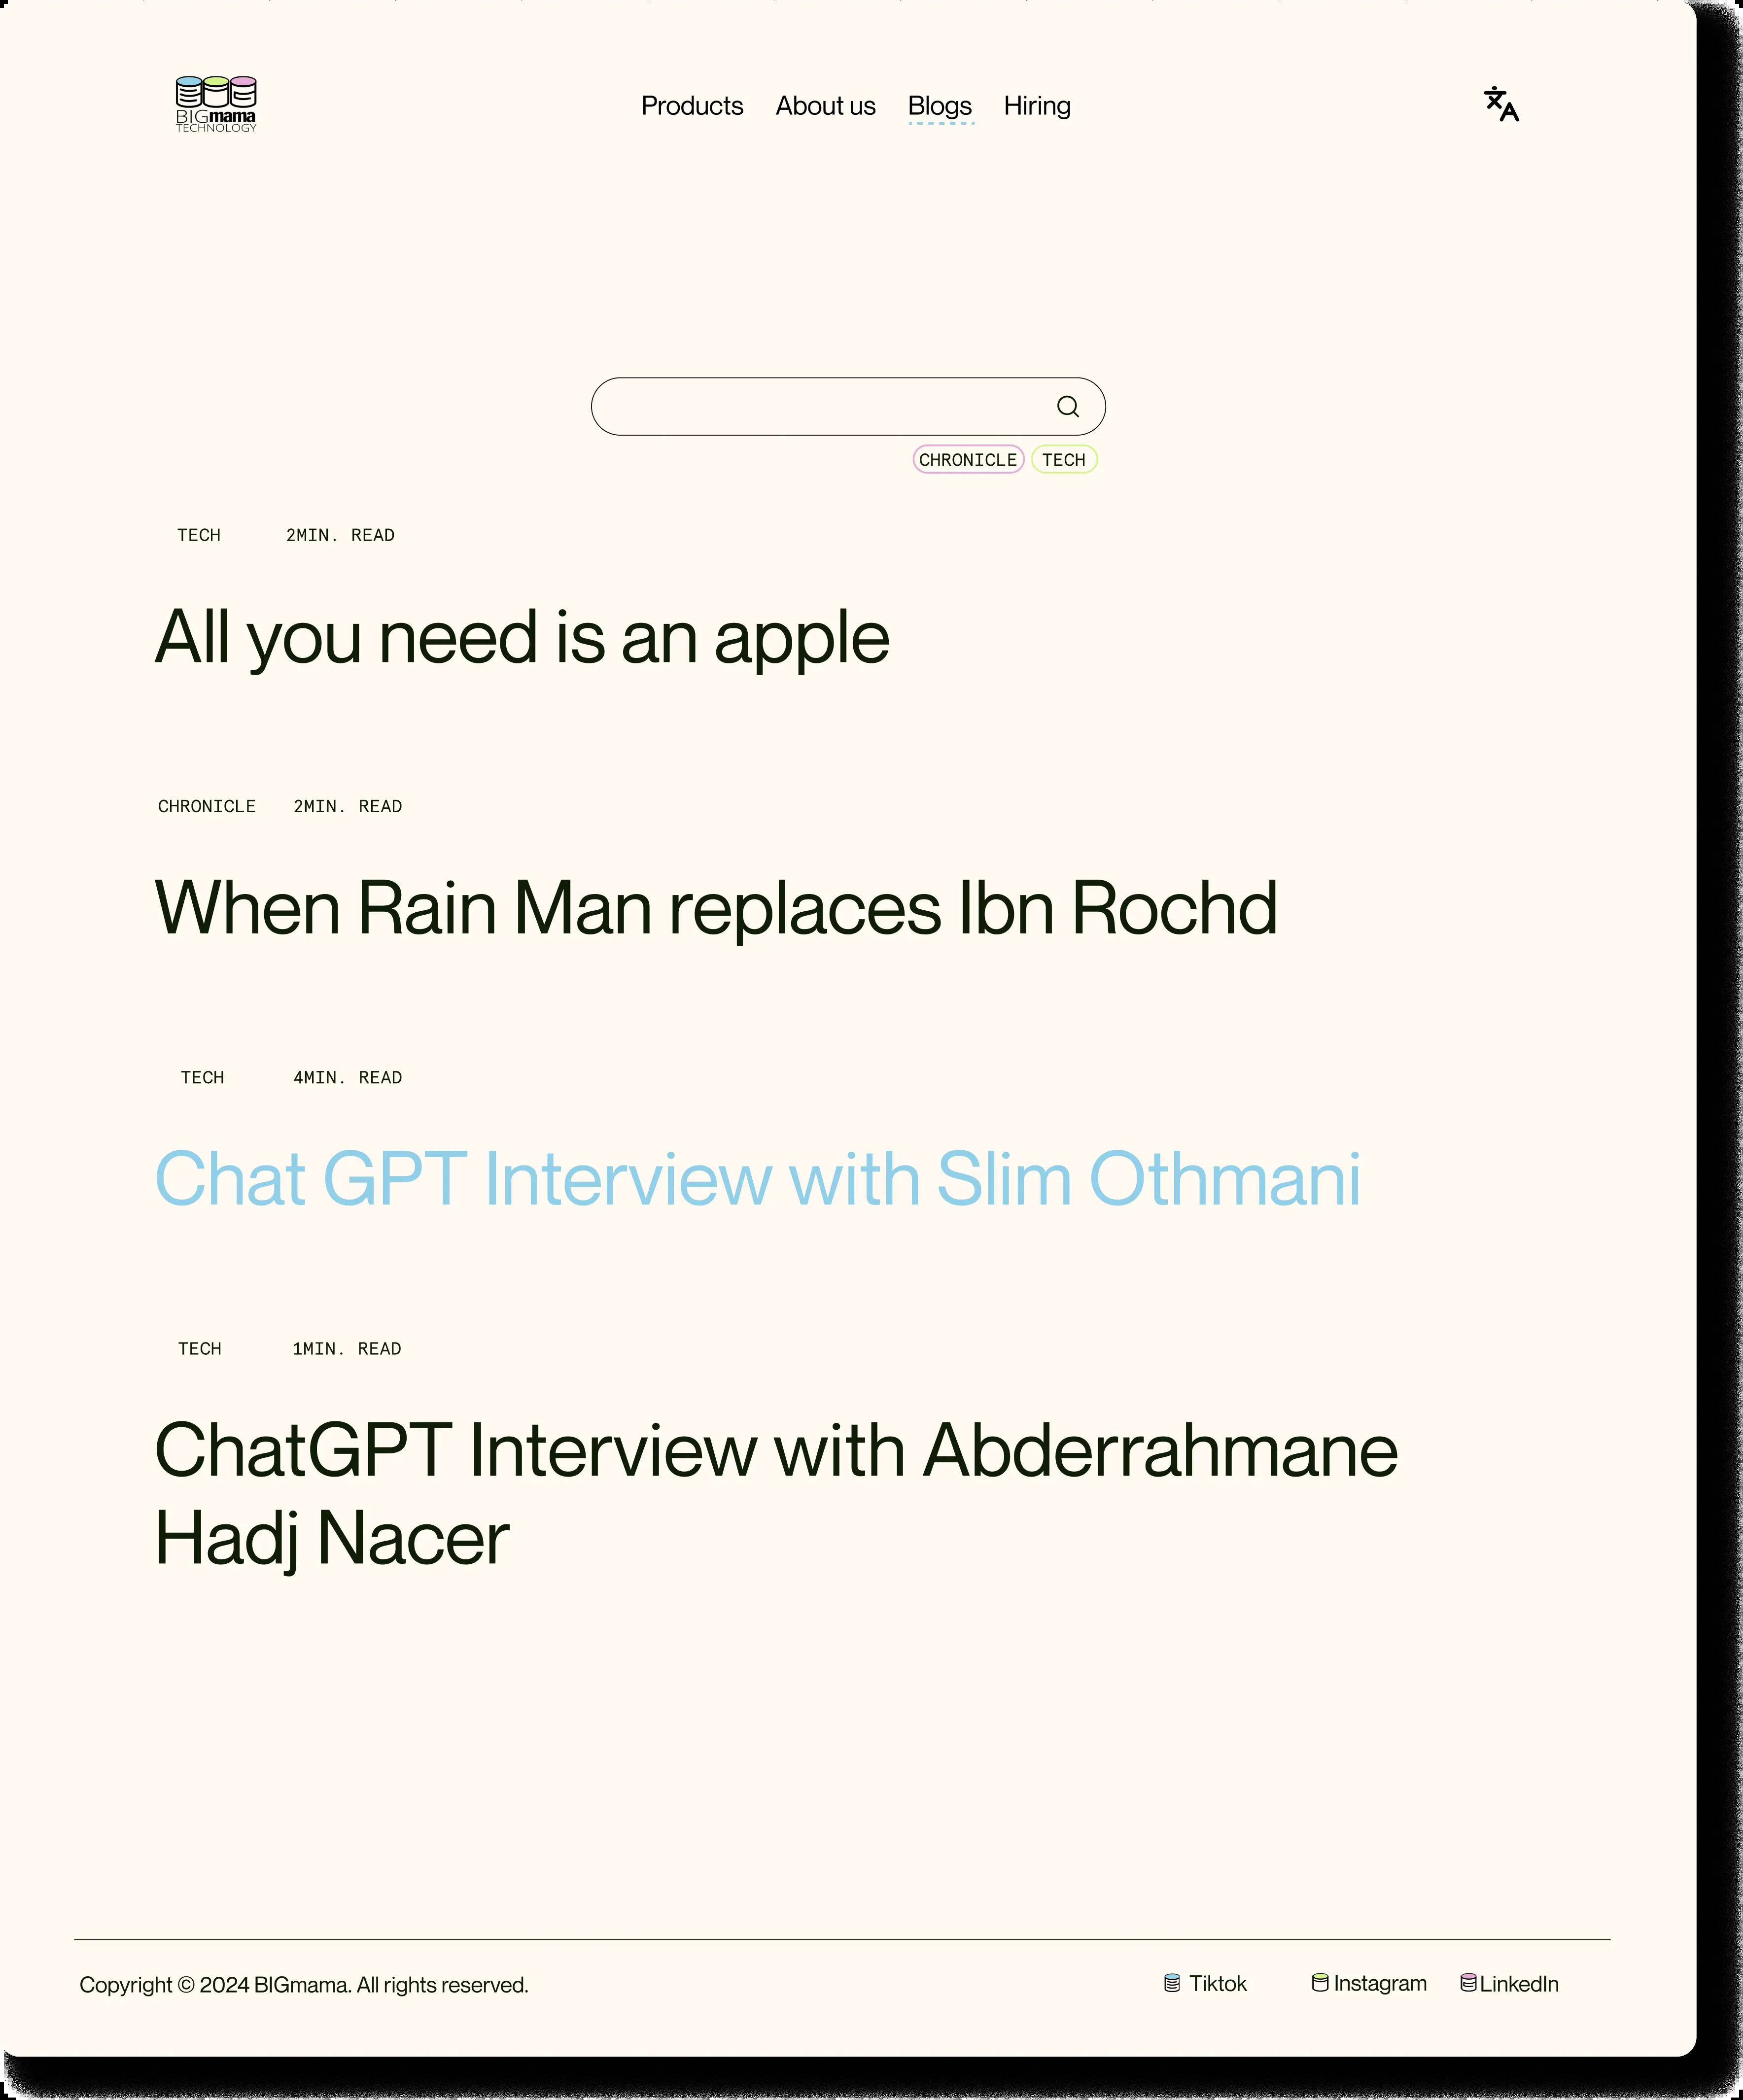 BIGmama
TECHNOLOGY
Products About us Blogs Hiring
CHRONICLE TECH
TECH 2MIN. READ
All you need is an apple
CHRONICLE 2MIN. READ
When Rain Man replaces Ibn Rochd
TECH 4MIN. READ
Chat GPT Interview with Slim Othmani
TECH 1MIN. READ
ChatGPT Interview with Abderrahmane
Hadj Nacer
Copyright © 2024 BIGmama. All rights reserved. Tiktok Instagram LinkedIn